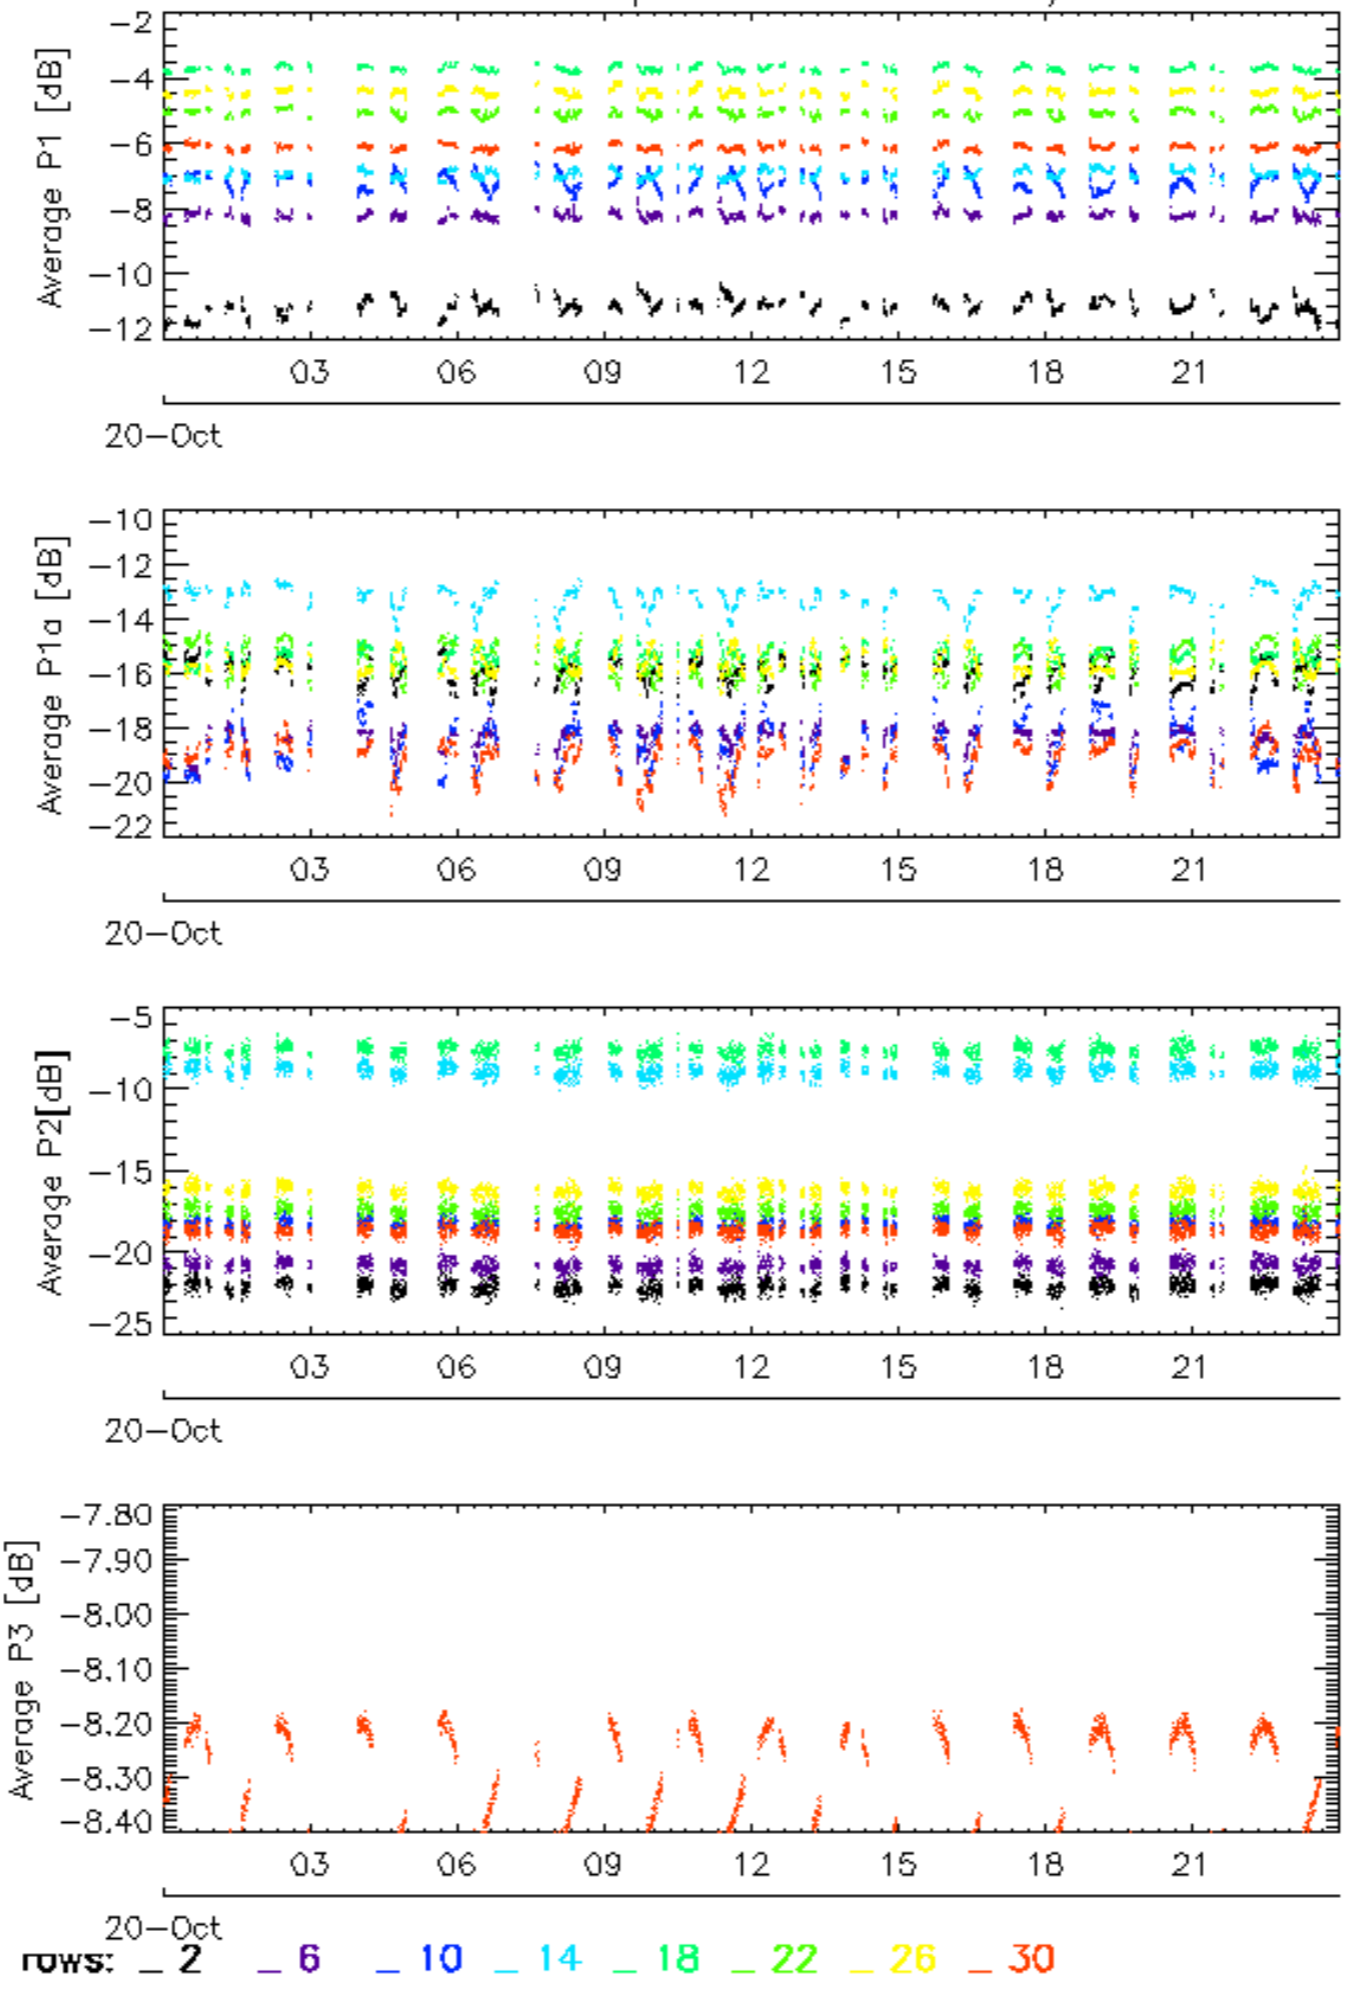 Average P1 [dB]
-2
-4
-6
-8
-10
-12
03 06 09 12 15 18 21
20-Oct
Average P1a [dB]
-10
-12
-14
-16
-18
-20
-22
03 06 09 12 15 18 21
20-Oct
Average P2[dB]
-5
-10
-15
-20
-25
03 06 09 12 15 18 21
20-Oct
Average P3 [dB]
-7.80
-7.90
-8.00
-8.10
-8.20
-8.30
-8.40
03 06 09 12 15 18 21
20-Oct
rows: _ 2 _ 6 _ 10 _ 14 _ 18 _ 22 _ 26 _ 30